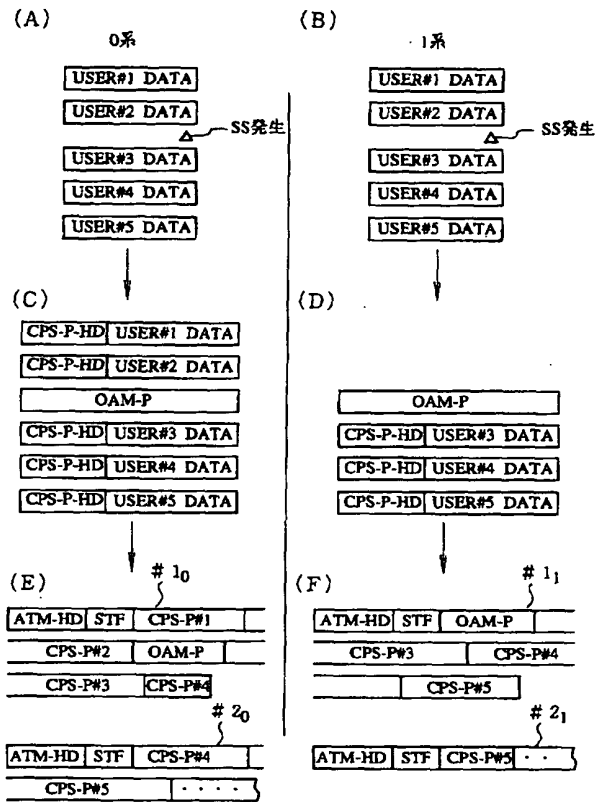 (A)
0系
USER#1 DATA
USER#2 DATA
SS発生
USER#3 DATA
USER#4 DATA
USER#5 DATA
(B)
1系
USER#1 DATA
USER#2 DATA
SS発生
USER#3 DATA
USER#4 DATA
USER#5 DATA
(C)
CPS-P-HD USER#1 DATA
CPS-P-HD USER#2 DATA
OAM-P
CPS-P-HD USER#3 DATA
CPS-P-HD USER#4 DATA
CPS-P-HD USER#5 DATA
(D)
OAM-P
CPS-P-HD USER#3 DATA
CPS-P-HD USER#4 DATA
CPS-P-HD USER#5 DATA
(E)
# 1₀
ATM-HD STF CPS-P#1
CPS-P#2 OAM-P
CPS-P#3 CPS-P#4
# 2₀
ATM-HD STF CPS-P#4
CPS-P#5 ・・・・
(F)
# 1₁
ATM-HD STF OAM-P
CPS-P#3 CPS-P#4
CPS-P#5
# 2₁
ATM-HD STF CPS-P#5 ・・